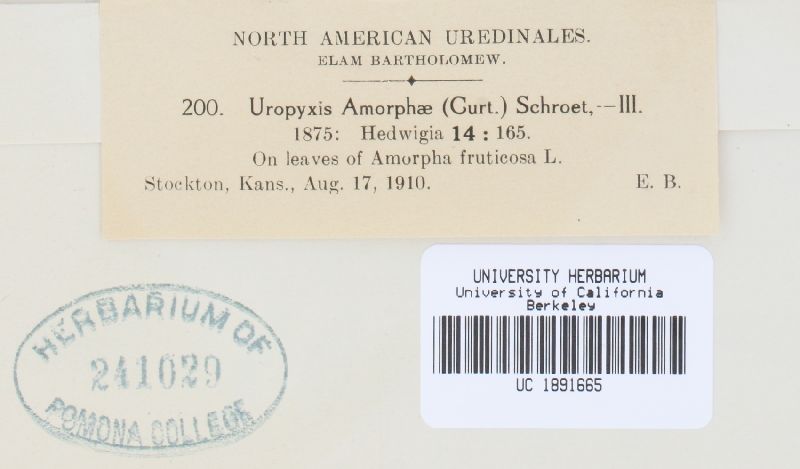 NORTH AMERICAN UREDINALES.
ELAM BARTHOLOMEW.
200. Uropyxis Amorphæ (Curt.) Schroet,—III.
1875: Hedwigia 14 : 165.
On leaves of Amorpha fruticosa L.
Stockton, Kans., Aug. 17, 1910. E. B.
UNIVERSITY HERBARIUM
University of California
Berkeley
UC 1891665
HERBARIUM OF
241029
POMONA COLLEGE